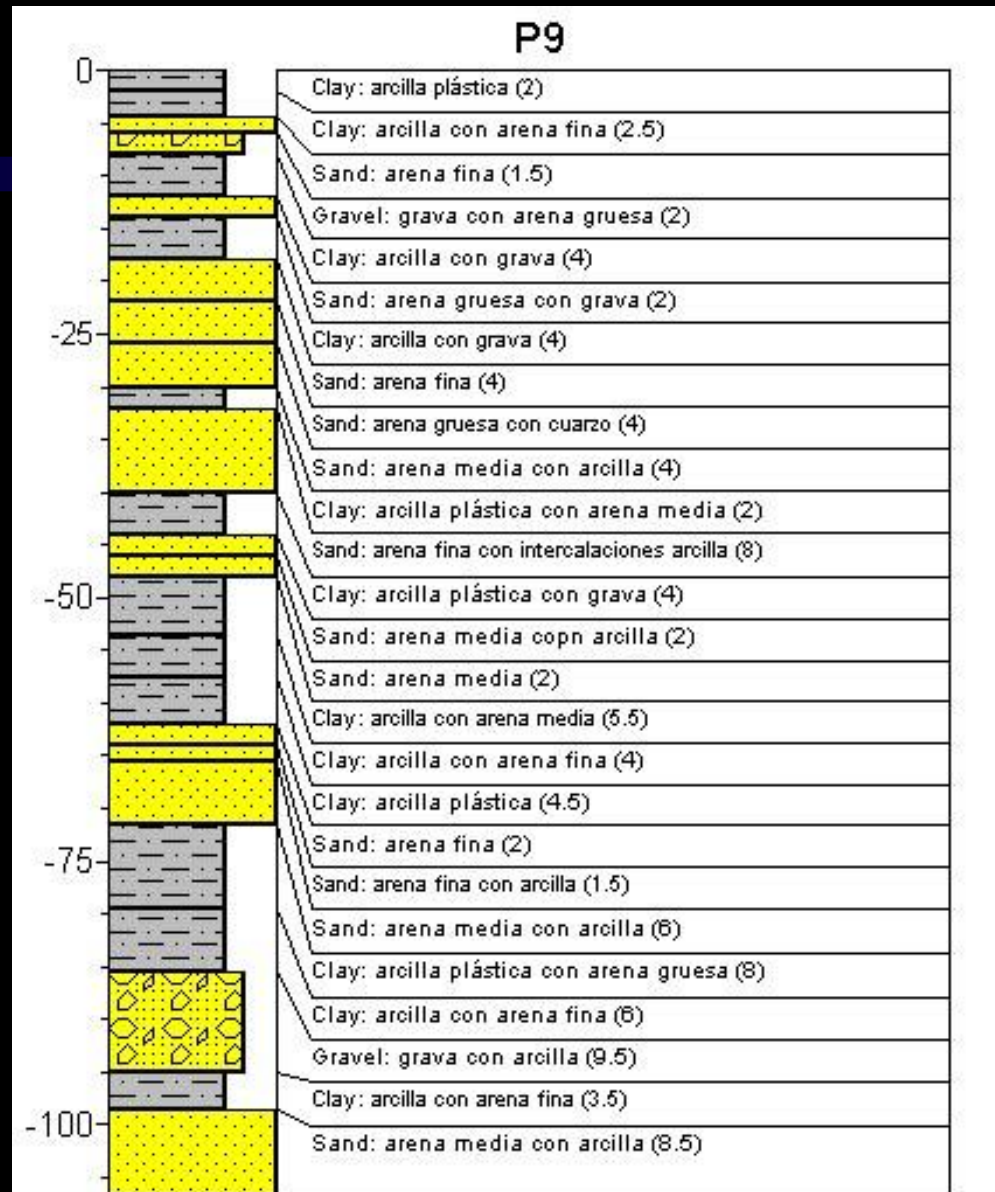 P9
0
Clay: arcilla plástica (2)
Clay: arcilla con arena fina (2.5)
Sand: arena fina (1.5)
Gravel: grava con arena gruesa (2)
Clay: arcilla con grava (4)
Sand: arena gruesa con grava (2)
-25
Clay: arcilla con grava (4)
Sand: arena fina (4)
Sand: arena gruesa con cuarzo (4)
Sand: arena media con arcilla (4)
Clay: arcilla plástica con arena media (2)
Sand: arena fina con intercalaciones arcilla (8)
-50
Clay: arcilla plástica con grava (4)
Sand: arena media copn arcilla (2)
Sand: arena media (2)
Clay: arcilla con arena media (5.5)
Clay: arcilla con arena fina (4)
Clay: arcilla plástica (4.5)
Sand: arena fina (2)
-75
Sand: arena fina con arcilla (1.5)
Sand: arena media con arcilla (6)
Clay: arcilla plástica con arena gruesa (8)
Clay: arcilla con arena fina (6)
Gravel: grava con arcilla (9.5)
Clay: arcilla con arena fina (3.5)
-100
Sand: arena media con arcilla (8.5)